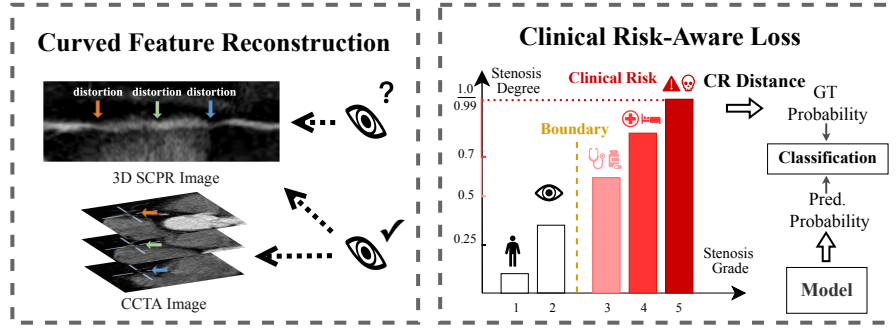 Curved Feature Reconstruction
distortion distortion distortion
?
3D SCPR Image
CCTA Image
Clinical Risk-Aware Loss
Stenosis
Degree
1.0
0.99
0.7
0.5
0.25
Clinical Risk
Boundary
1 2 3 4 5
Stenosis
Grade
CR Distance
GT
Probability
Classification
Pred.
Probability
Model